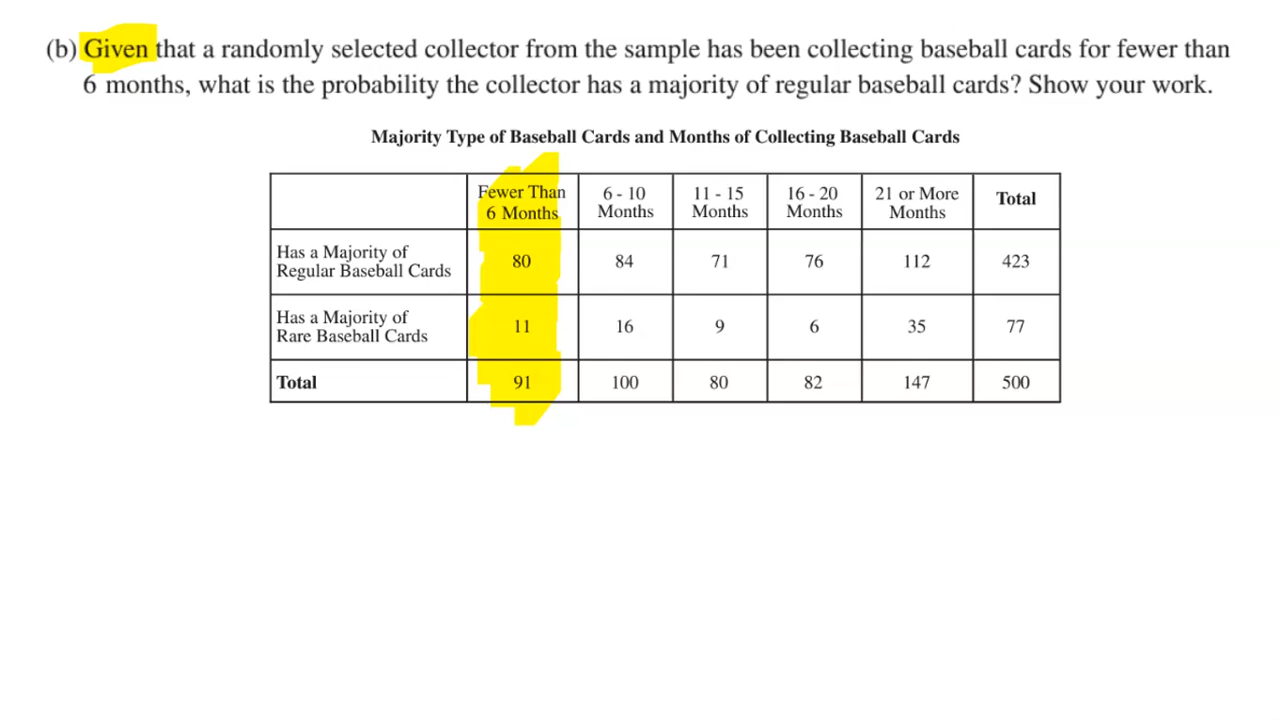 (b) Given that a randomly selected collector from the sample has been collecting baseball cards for fewer than
6 months, what is the probability the collector has a majority of regular baseball cards? Show your work.
Majority Type of Baseball Cards and Months of Collecting Baseball Cards
Fewer Than
6 Months
6 - 10
Months
11 - 15
Months
16 - 20
Months
21 or More
Months
Total
Has a Majority of
Regular Baseball Cards
80
84
71
76
112
423
Has a Majority of
Rare Baseball Cards
11
16
9
6
35
77
Total
91
100
80
82
147
500